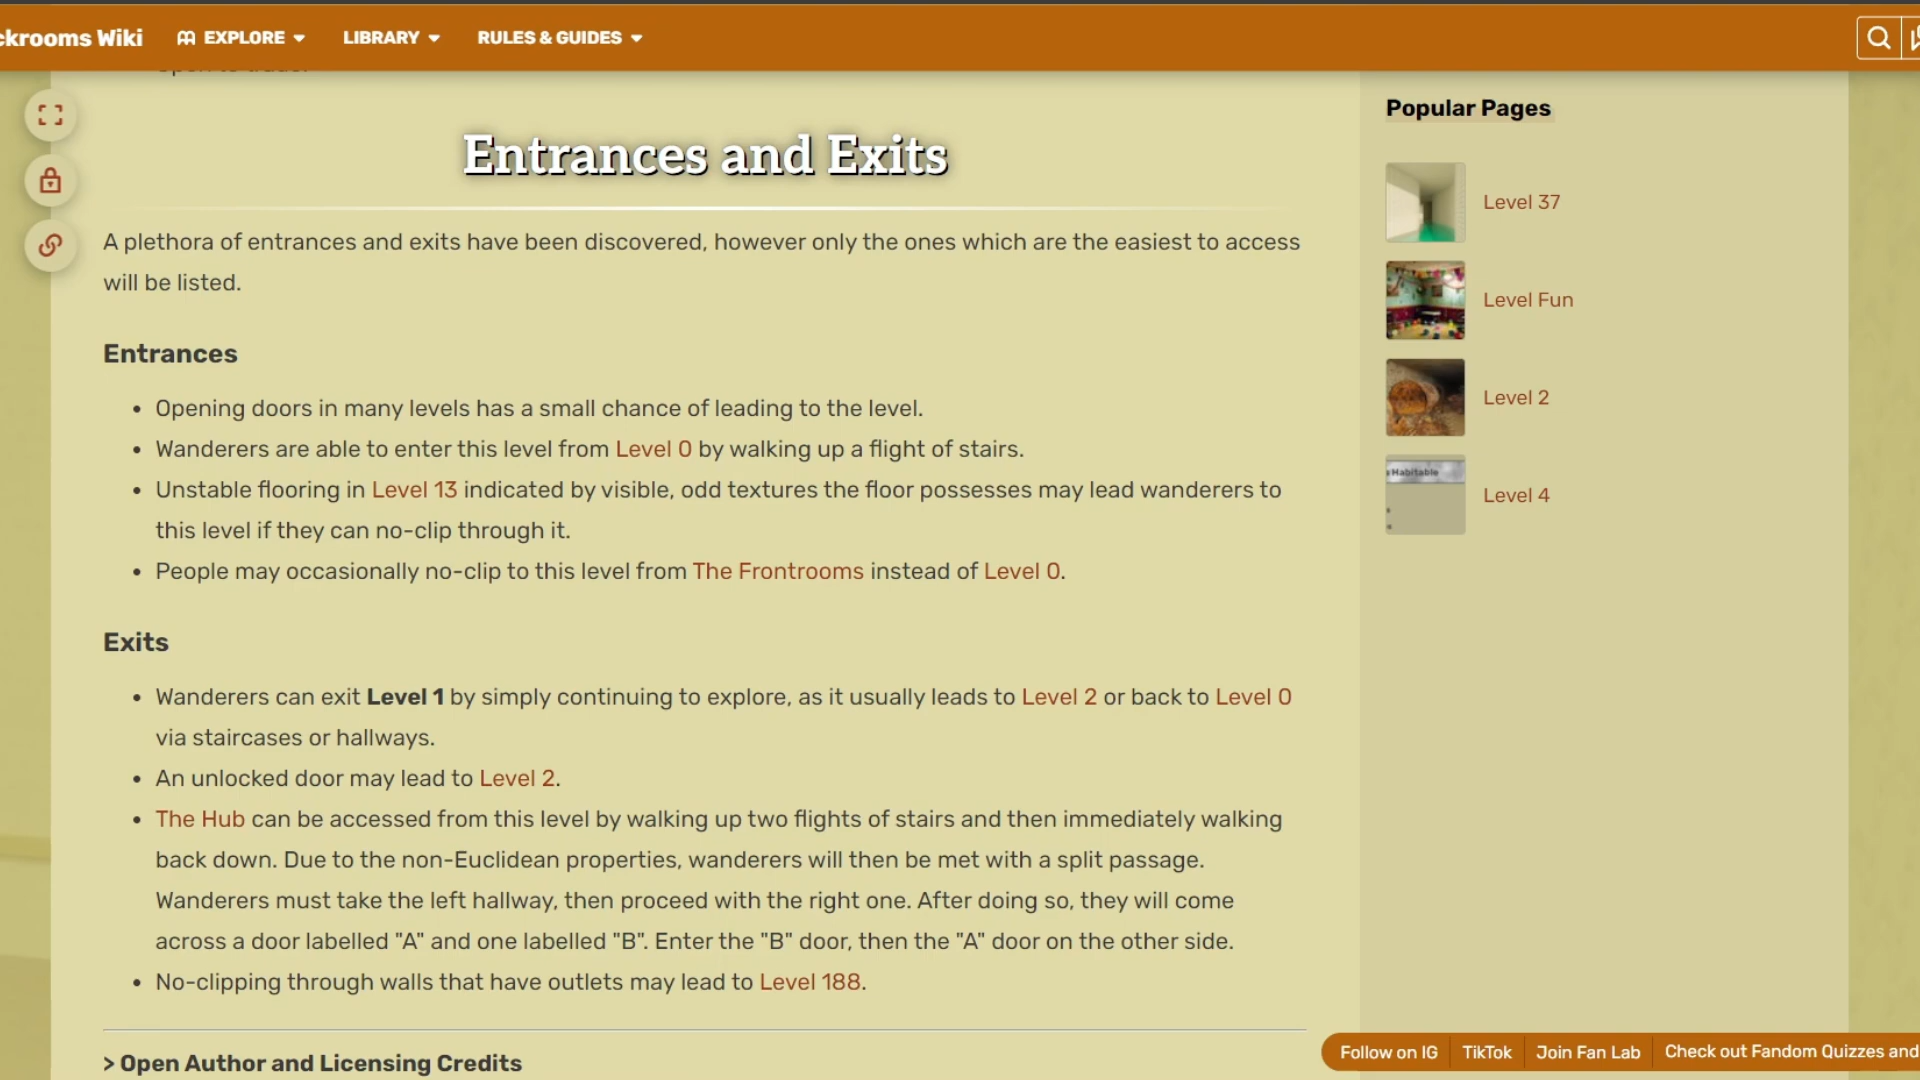 ckrooms Wiki
EXPLORE
LIBRARY
RULES & GUIDES
Entrances and Exits
A plethora of entrances and exits have been discovered, however only the ones which are the easiest to access
will be listed.
Entrances
• Opening doors in many levels has a small chance of leading to the level.
• Wanderers are able to enter this level from Level 0 by walking up a flight of stairs.
• Unstable flooring in Level 13 indicated by visible, odd textures the floor possesses may lead wanderers to
this level if they can no-clip through it.
• People may occasionally no-clip to this level from The Frontrooms instead of Level 0.
Exits
• Wanderers can exit Level 1 by simply continuing to explore, as it usually leads to Level 2 or back to Level 0
via staircases or hallways.
• An unlocked door may lead to Level 2.
• The Hub can be accessed from this level by walking up two flights of stairs and then immediately walking
back down. Due to the non-Euclidean properties, wanderers will then be met with a split passage.
Wanderers must take the left hallway, then proceed with the right one. After doing so, they will come
across a door labelled "A" and one labelled "B". Enter the "B" door, then the "A" door on the other side.
• No-clipping through walls that have outlets may lead to Level 188.
> Open Author and Licensing Credits
Popular Pages
Level 37
Level Fun
Level 2
Habitable
Level 4
Follow on IG
TikTok
Join Fan Lab
Check out Fandom Quizzes and